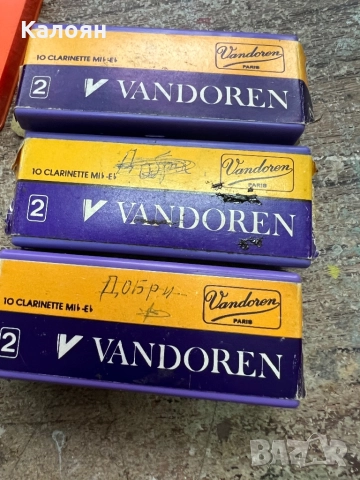 Калоян
Vandoren
PARIS
10 CLARINETTE MI♭-E♭
2 VANDOREN
Добри
Vandoren
PARIS
10 CLARINETTE MI♭-E♭
2 VANDOREN
ДОБРИ
Vandoren
PARIS
10 CLARINETTE MI♭-E♭
2 VANDOREN
BAZAR
bg